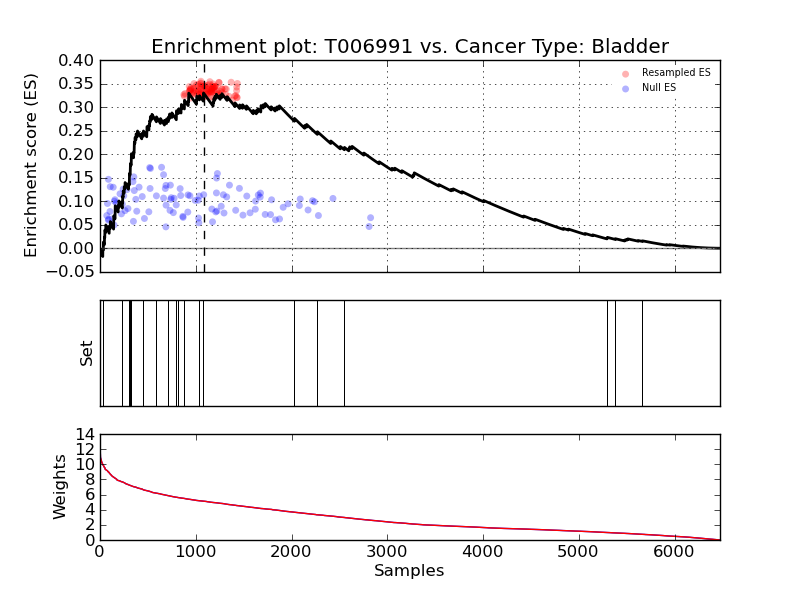 Enrichment plot: T006991 vs. Cancer Type: Bladder
0.40
0.35
0.30
0.25
0.20
0.15
0.10
0.05
0.00
−0.05
Enrichment score (ES)
Resampled ES
Null ES
Set
14
12
10
8
6
4
2
0
Weights
0 1000 2000 3000 4000 5000 6000
Samples